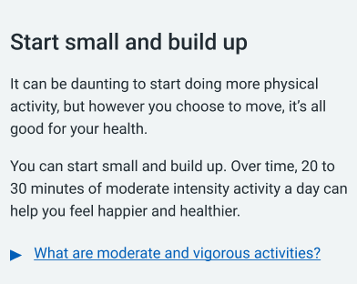 Start small and build up
It can be daunting to start doing more physical
activity, but however you choose to move, it’s all
good for your health.
You can start small and build up. Over time, 20 to
30 minutes of moderate intensity activity a day can
help you feel happier and healthier.
What are moderate and vigorous activities?